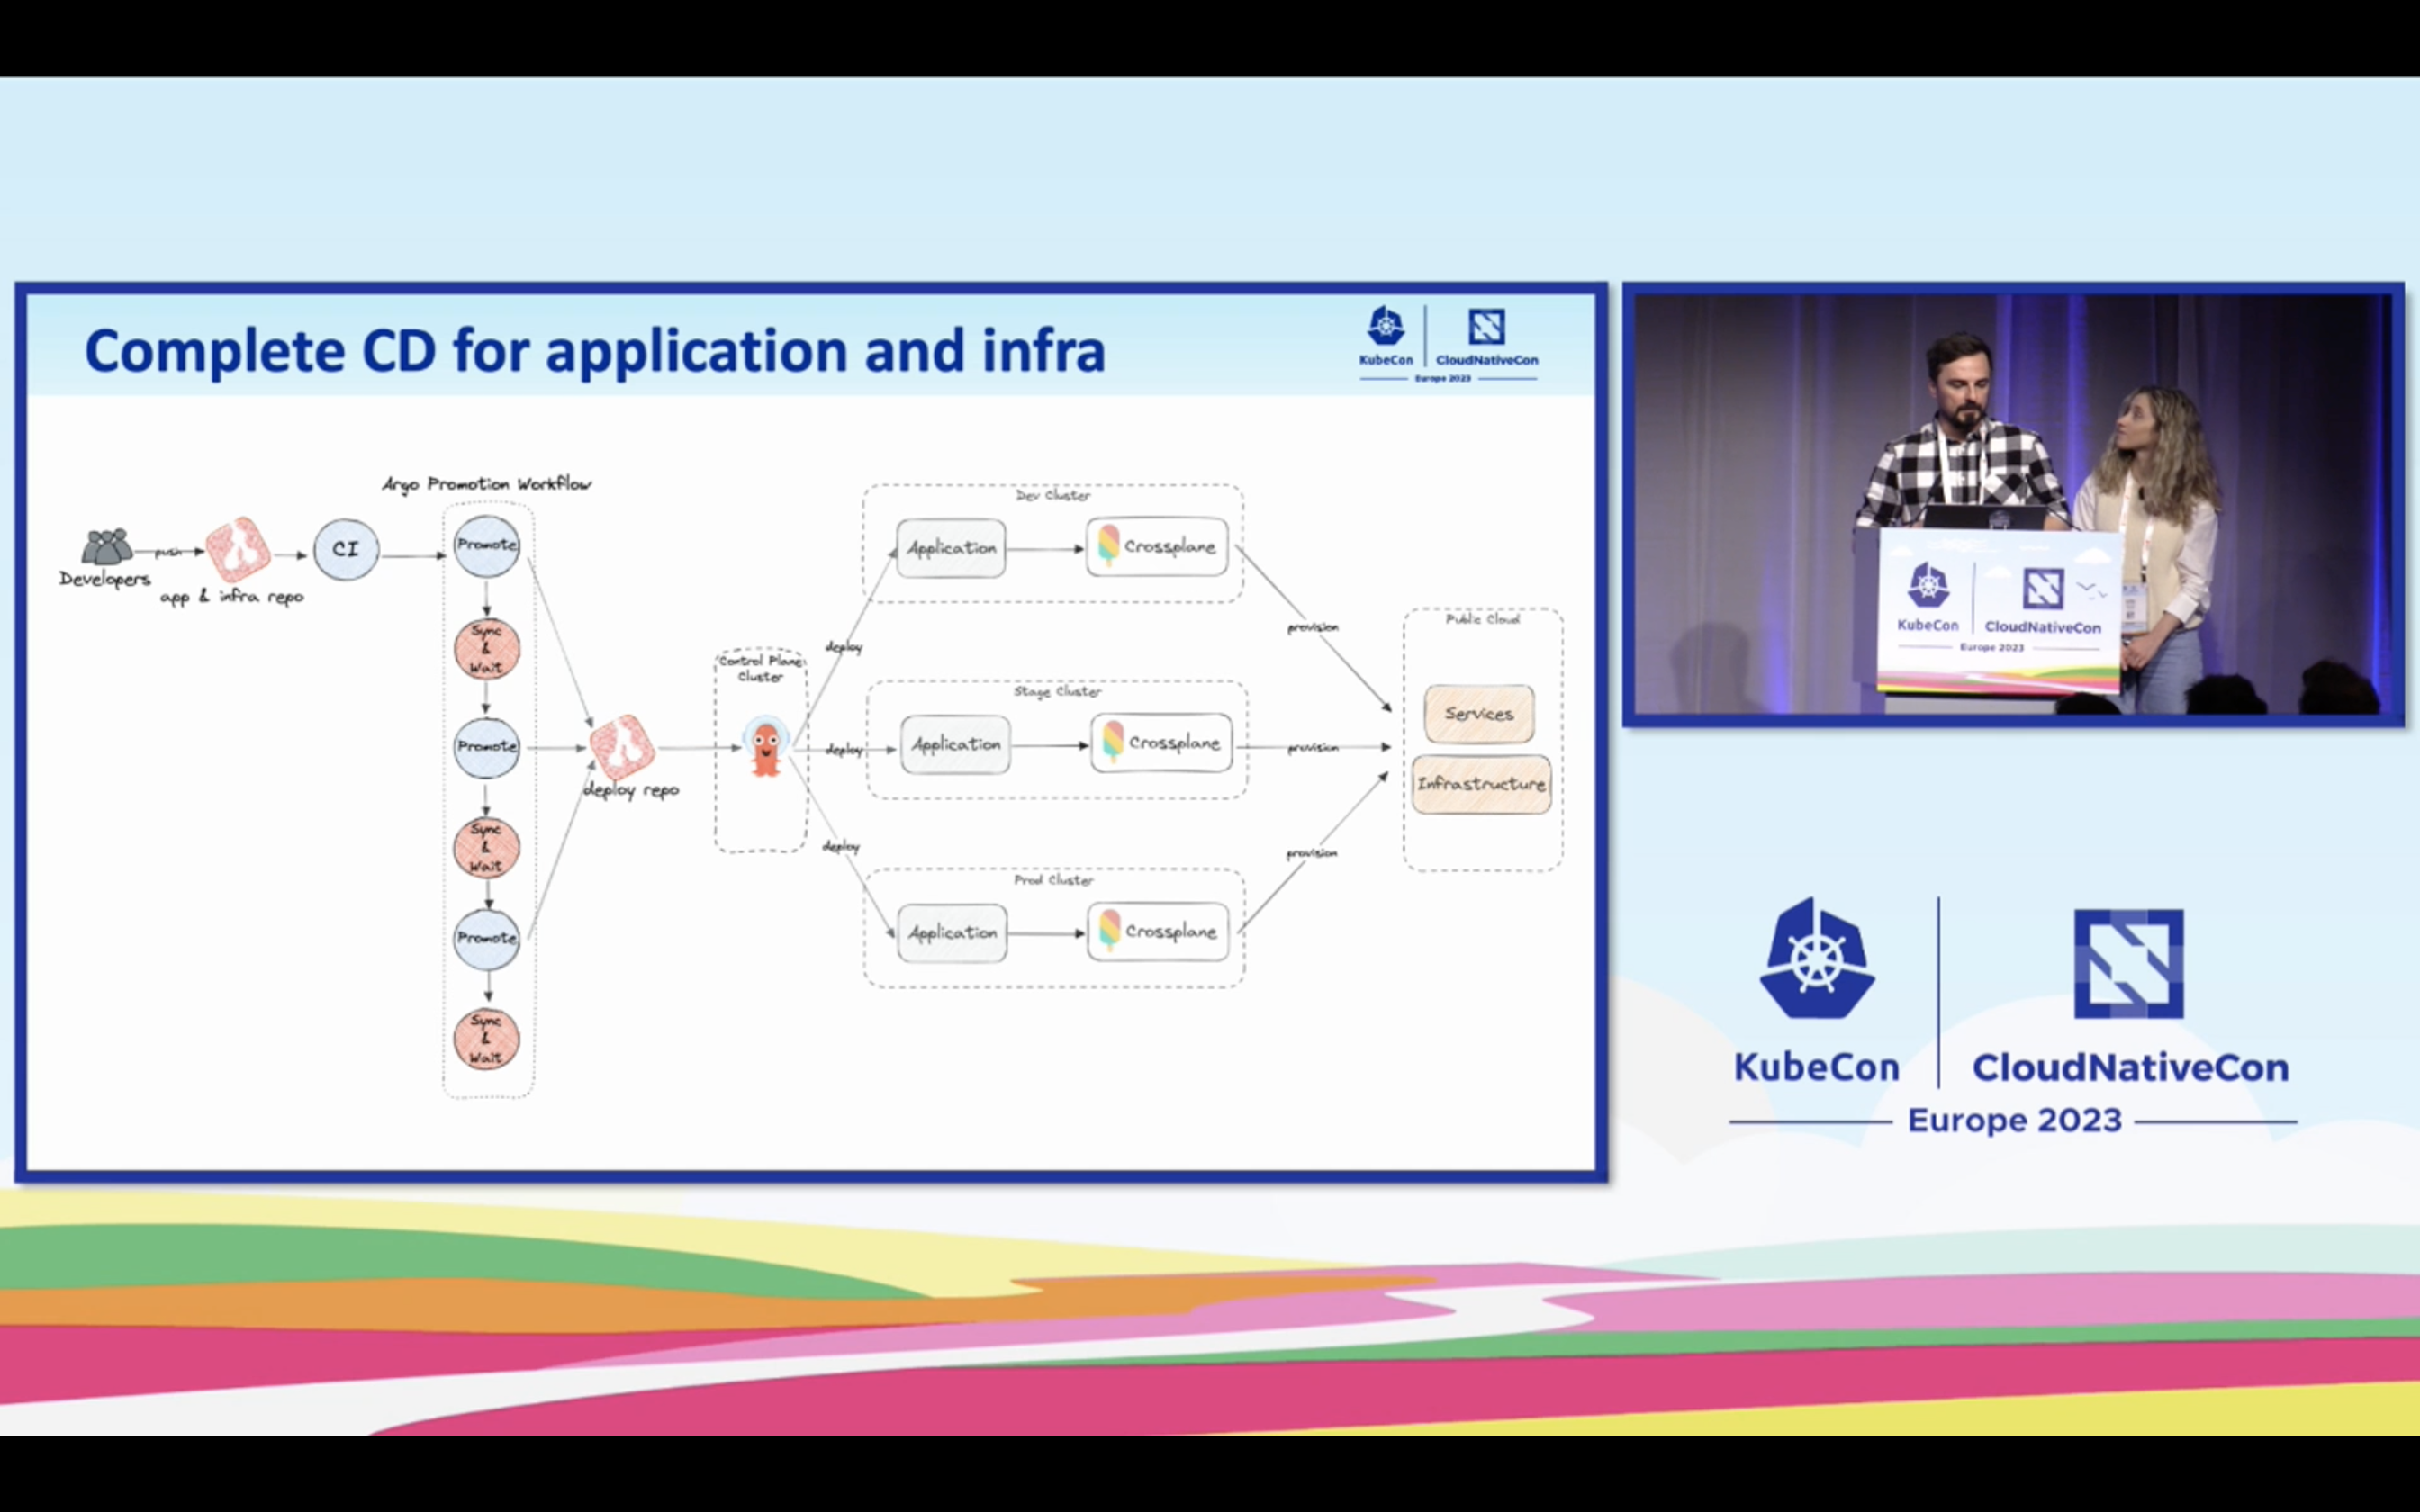 Complete CD for application and infra
KubeCon
CloudNativeCon
Europe 2023
Argo Promotion Workflow
Developers
push
app & infra repo
CI
Promote
Sync
&
Wait
Promote
Sync
&
Wait
Promote
Sync
&
Wait
deploy repo
Control Plane
Cluster
deploy
deploy
deploy
Dev Cluster
Application
Crossplane
Stage Cluster
Application
Crossplane
Prod Cluster
Application
Crossplane
provision
provision
provision
Public Cloud
Services
Infrastructure
KubeCon
CloudNativeCon
Europe 2023
KubeCon
CloudNativeCon
Europe 2023